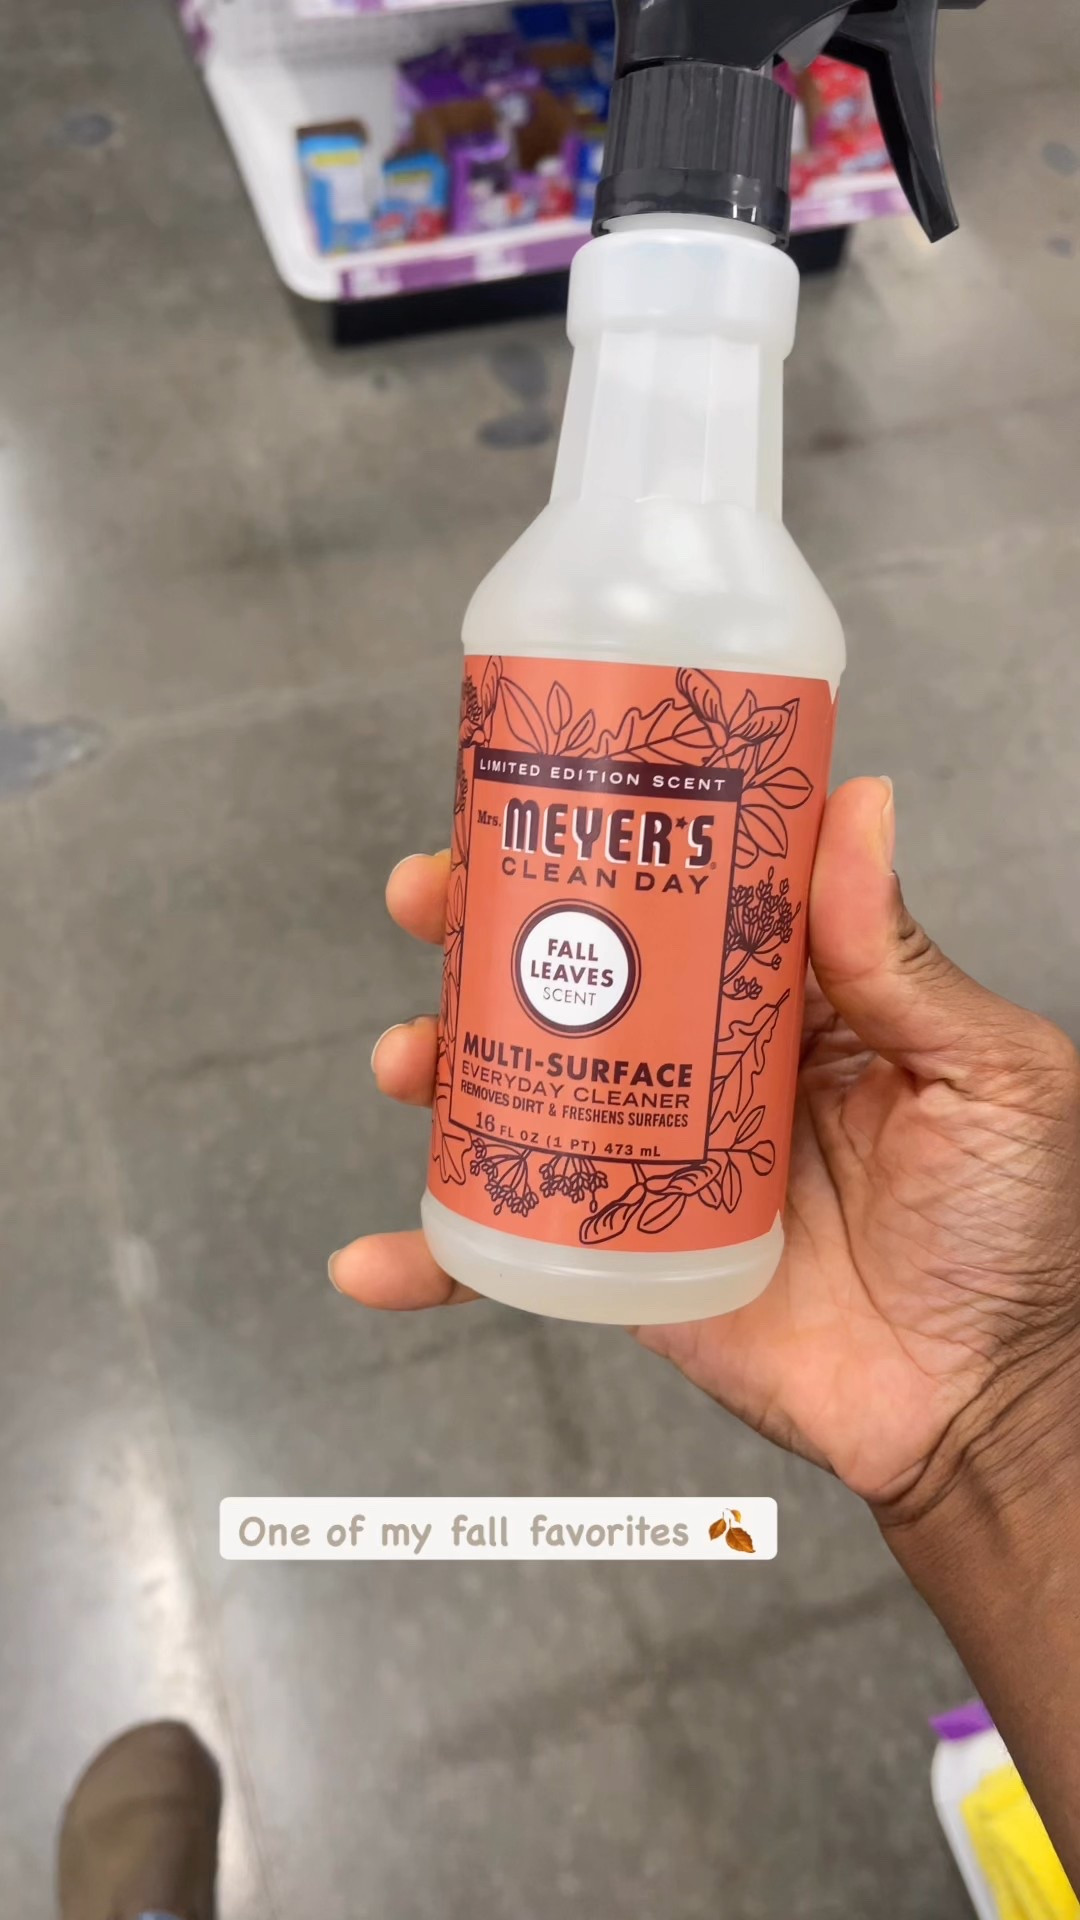 LIMITED EDITION SCENT
Mrs. MEYER'S®
CLEAN DAY
FALL
LEAVES
SCENT
MULTI-SURFACE
EVERYDAY CLEANER
REMOVES DIRT & FRESHENS SURFACES
16 FL OZ (1 PT) 473 mL
One of my fall favorites 🍂